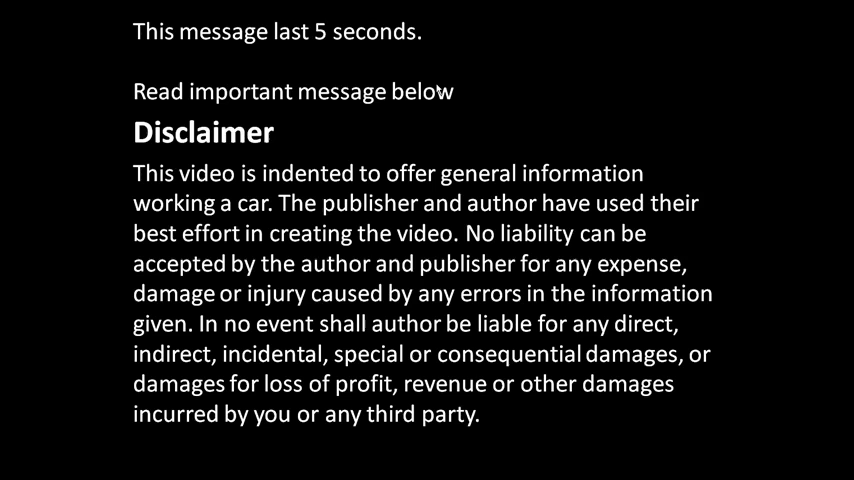 This message last 5 seconds.
Read important message below
Disclaimer
This video is indented to offer general information
working a car. The publisher and author have used their
best effort in creating the video. No liability can be
accepted by the author and publisher for any expense,
damage or injury caused by any errors in the information
given. In no event shall author be liable for any direct,
indirect, incidental, special or consequential damages, or
damages for loss of profit, revenue or other damages
incurred by you or any third party.